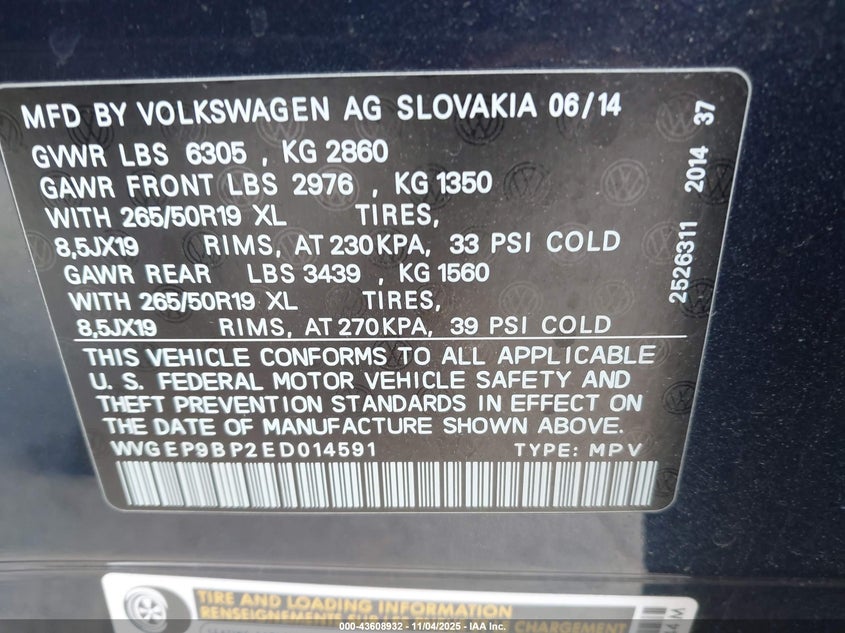 MFD BY VOLKSWAGEN AG SLOVAKIA 06/14
GVWR LBS 6305 , KG 2860
GAWR FRONT LBS 2976 , KG 1350
WITH 265/50R19 XL TIRES,
8,5JX19 RIMS, AT 230KPA, 33 PSI COLD
GAWR REAR LBS 3439 , KG 1560
WITH 265/50R19 XL TIRES,
8,5JX19 RIMS, AT 270KPA, 39 PSI COLD
THIS VEHICLE CONFORMS TO ALL APPLICABLE
U. S. FEDERAL MOTOR VEHICLE SAFETY AND
THEFT PREVENTION STANDARDS IN EFFECT ON
THE DATE OF MANUFACTURE SHOWN ABOVE.
WVGEP9BP2ED014591 TYPE: MPV
2526311 2014 37
TIRE AND LOADING INFORMATION
RENSEIGNEMENTS SUR LES
CHARGEMENT
000-43608932 - 11/04/2025 - IAA Inc.